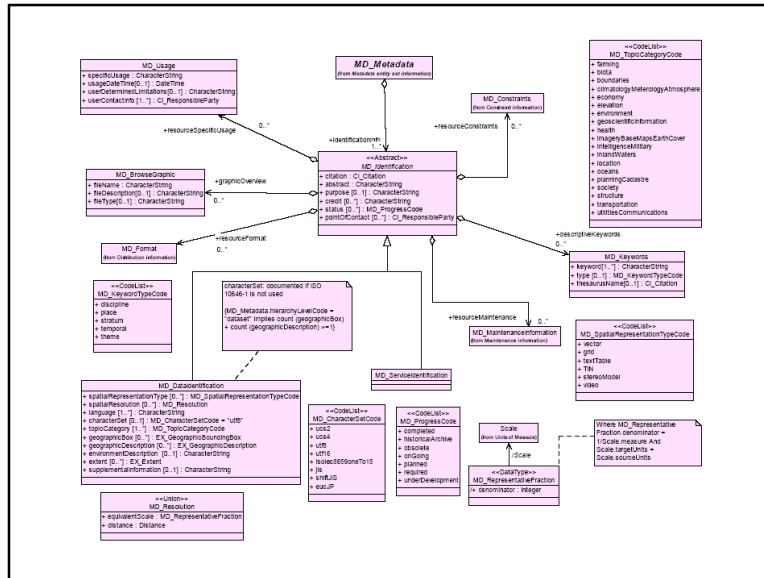 MD_Usage
+ specificUsage : CharacterString
+ usageDateTime[0..1] : DateTime
+ userDeterminedLimitations[0..1] : CharacterString
+ userContactInfo [1..*] : CI_ResponsibleParty
+resourceSpecificUsage
0..*
MD_Metadata
(from Metadata entity set information)
+identificationInfo
1..*
MD_Constraints
(from Constraint information)
+resourceConstraints
0..*
<<CodeList>>
MD_TopicCategoryCode
+ farming
+ biota
+ boundaries
+ climatologyMeterologyAtmosphere
+ economy
+ elevation
+ environment
+ geoscientificInformation
+ health
+ imageryBaseMapsEarthCover
+ intelligenceMilitary
+ inlandWaters
+ location
+ oceans
+ planningCadastre
+ society
+ structure
+ transportation
+ utilitiesCommunications
<<Abstract>>
MD_Identification
+ citation : CI_Citation
+ abstract : CharacterString
+ purpose [0..1] : CharacterString
+ credit [0..*] : CharacterString
+ status [0..*] : MD_ProgressCode
+ pointOfContact [0..*] : CI_ResponsibleParty
MD_BrowseGraphic
+ fileName : CharacterString
+ fileDescription[0..1] : CharacterString
+ fileType[0..1] : CharacterString
+graphicOverview
0..*
MD_Format
(from Distribution information)
+resourceFormat
0..*
+descriptiveKeywords
0..*
MD_Keywords
+ keyword[1..*] : CharacterString
+ type [0..1] : MD_KeywordTypeCode
+ thesaurusName[0..1] : CI_Citation
<<CodeList>>
MD_KeywordTypeCode
+ discipline
+ place
+ stratum
+ temporal
+ theme
characterSet: documented if ISO
10646-1 is not used
{MD_Metadata.hierarchyLevelCode =
"dataset" implies count (geographicBox)
+ count (geographicDescription) >=1}
+resourceMaintenance
0..*
MD_MaintenanceInformation
(from Maintenance information)
<<CodeList>>
MD_SpatialRepresentationTypeCode
+ vector
+ grid
+ textTable
+ TIN
+ stereoModel
+ video
MD_ServiceIdentification
MD_DataIdentification
+ spatialRepresentationType [0..*] : MD_SpatialRepresentationTypeCode
+ spatialResolution [0..*] : MD_Resolution
+ language [1..*] : CharacterString
+ characterSet [0..1] : MD_CharacterSetCode = "utf8"
+ topicCategory [1..*] : MD_TopicCategoryCode
+ geographicBox [0..*] : EX_GeographicBoundingBox
+ geographicDescription [0..*] : EX_GeographicDescription
+ environmentDescription [0..1] : CharacterString
+ extent [0..*] : EX_Extent
+ supplementalInformation [0..1] : CharacterString
<<CodeList>>
MD_CharacterSetCode
+ ucs2
+ ucs4
+ utf8
+ utf16
+ isoiec8859oneTo15
+ jis
+ shiftJIS
+ eucJP
<<CodeList>>
MD_ProgressCode
+ completed
+ historicalArchive
+ obsolete
+ onGoing
+ planned
+ required
+ underDevelopment
Scale
(from Units of Measure)
/Scale
<<DataType>>
MD_RepresentativeFraction
/+ denominator : Integer
Where MD_Representative
Fraction.denominator =
1/Scale.measure And
Scale.targetUnits =
Scale.sourceUnits
<<Union>>
MD_Resolution
+ equivalentScale : MD_RepresentativeFraction
+ distance : Distance